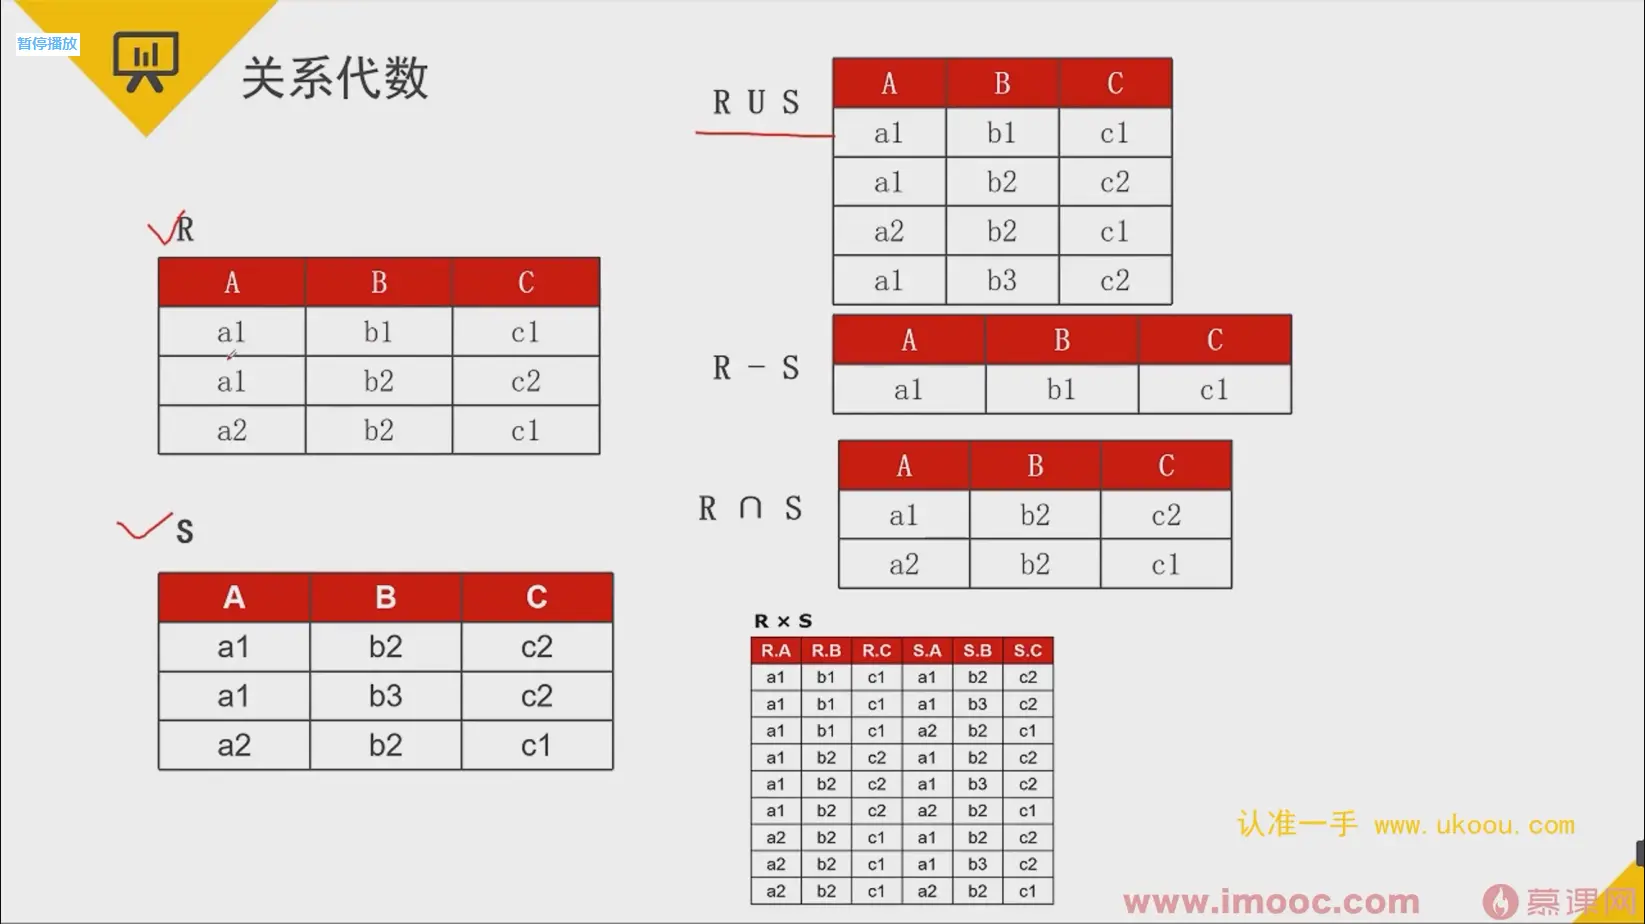 暂停播放
关系代数
R
A B C
a1 b1 c1
a1 b2 c2
a2 b2 c1
S
A B C
a1 b2 c2
a1 b3 c2
a2 b2 c1
R U S
A B C
a1 b1 c1
a1 b2 c2
a2 b2 c1
a1 b3 c2
R - S
A B C
a1 b1 c1
R ∩ S
A B C
a1 b2 c2
a2 b2 c1
R × S
R.A R.B R.C S.A S.B S.C
a1 b1 c1 a1 b2 c2
a1 b1 c1 a1 b3 c2
a1 b1 c1 a2 b2 c1
a1 b2 c2 a1 b2 c2
a1 b2 c2 a1 b3 c2
a1 b2 c2 a2 b2 c1
a2 b2 c1 a1 b2 c2
a2 b2 c1 a1 b3 c2
a2 b2 c1 a2 b2 c1
认准一手 www.ukoou.com
www.imooc.com 慕课网